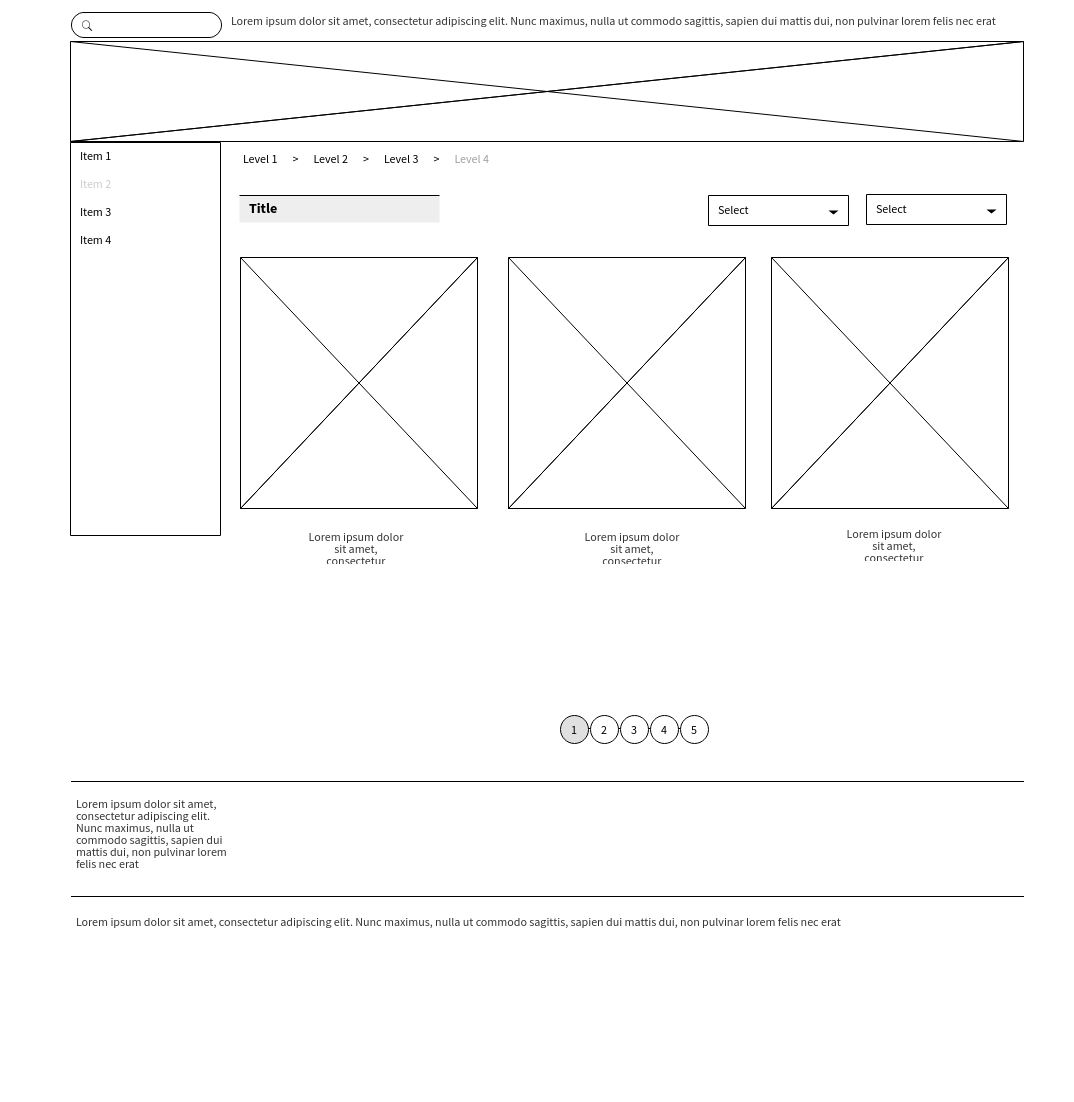 Lorem ipsum dolor sit amet, consectetur adipiscing elit. Nunc maximus, nulla ut commodo sagittis, sapien dui mattis dui, non pulvinar lorem felis nec erat
Item 1
Item 2
Item 3
Item 4
Level 1 > Level 2 > Level 3 > Level 4
Title
Select
Select
Lorem ipsum dolor
sit amet,
consectetur
Lorem ipsum dolor
sit amet,
consectetur
Lorem ipsum dolor
sit amet,
consectetur
1 2 3 4 5
Lorem ipsum dolor sit amet,
consectetur adipiscing elit.
Nunc maximus, nulla ut
commodo sagittis, sapien dui
mattis dui, non pulvinar lorem
felis nec erat
Lorem ipsum dolor sit amet, consectetur adipiscing elit. Nunc maximus, nulla ut commodo sagittis, sapien dui mattis dui, non pulvinar lorem felis nec erat